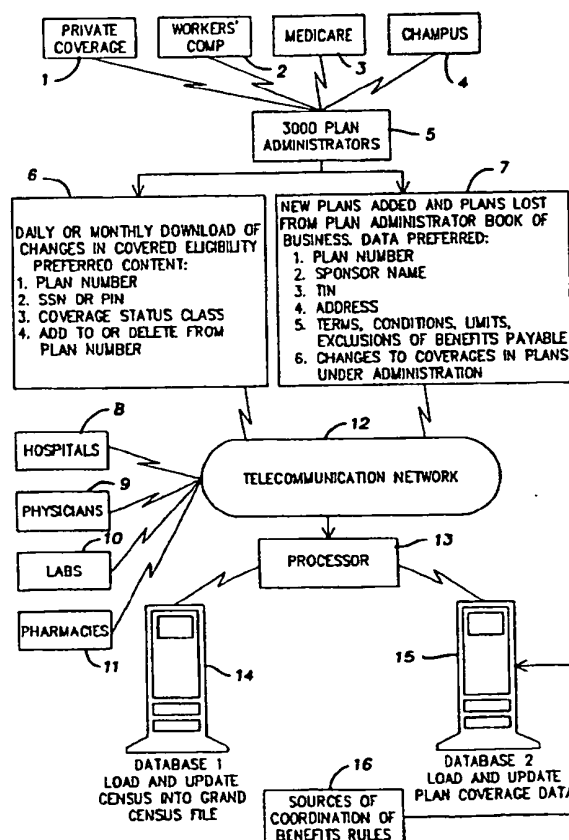 PRIVATE
COVERAGE
1
WORKERS'
COMP
2
MEDICARE
3
CHAMPUS
4
3000 PLAN
ADMINISTRATORS
5
6
DAILY OR MONTHLY DOWNLOAD OF
CHANGES IN COVERED ELIGIBILITY
PREFERRED CONTENT:
1. PLAN NUMBER
2. SSN OR PIN
3. COVERAGE STATUS CLASS
4. ADD TO OR DELETE FROM
PLAN NUMBER
7
NEW PLANS ADDED AND PLANS LOST
FROM PLAN ADMINISTRATOR BOOK OF
BUSINESS. DATA PREFERRED:
1. PLAN NUMBER
2. SPONSOR NAME
3. TIN
4. ADDRESS
5. TERMS, CONDITIONS, LIMITS,
EXCLUSIONS OF BENEFITS PAYABLE
6. CHANGES TO COVERAGES IN PLANS
UNDER ADMINISTRATION
8
HOSPITALS
9
PHYSICIANS
10
LABS
PHARMACIES
11
12
TELECOMMUNICATION NETWORK
PROCESSOR
13
14
DATABASE 1
LOAD AND UPDATE
CENSUS INTO GRAND
CENSUS FILE
15
DATABASE 2
LOAD AND UPDATE
PLAN COVERAGE DATA
16
SOURCES OF
COORDINATION OF
BENEFITS RULES